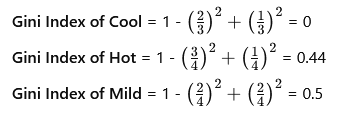 Gini Index of Cool = 1 - (2/3)² + (1/3)² = 0
Gini Index of Hot = 1 - (3/4)² + (1/4)² = 0.44
Gini Index of Mild = 1 - (2/4)² + (2/4)² = 0.5